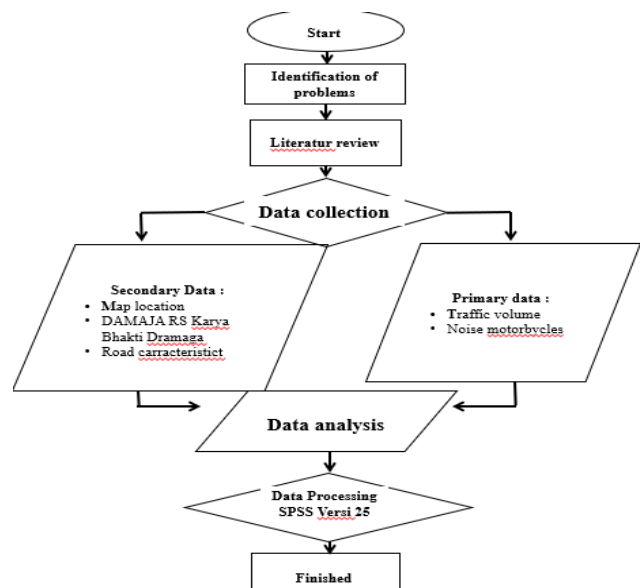 Start
Identification of
problems
Literatur review
Data collection
Secondary Data :
• Map location
• DAMAJA RS Karya
Bhakti Dramaga
• Road carracteristict
Primary data :
• Traffic volume
• Noise motorbycles
Data analysis
Data Processing
SPSS Versi 25
Finished